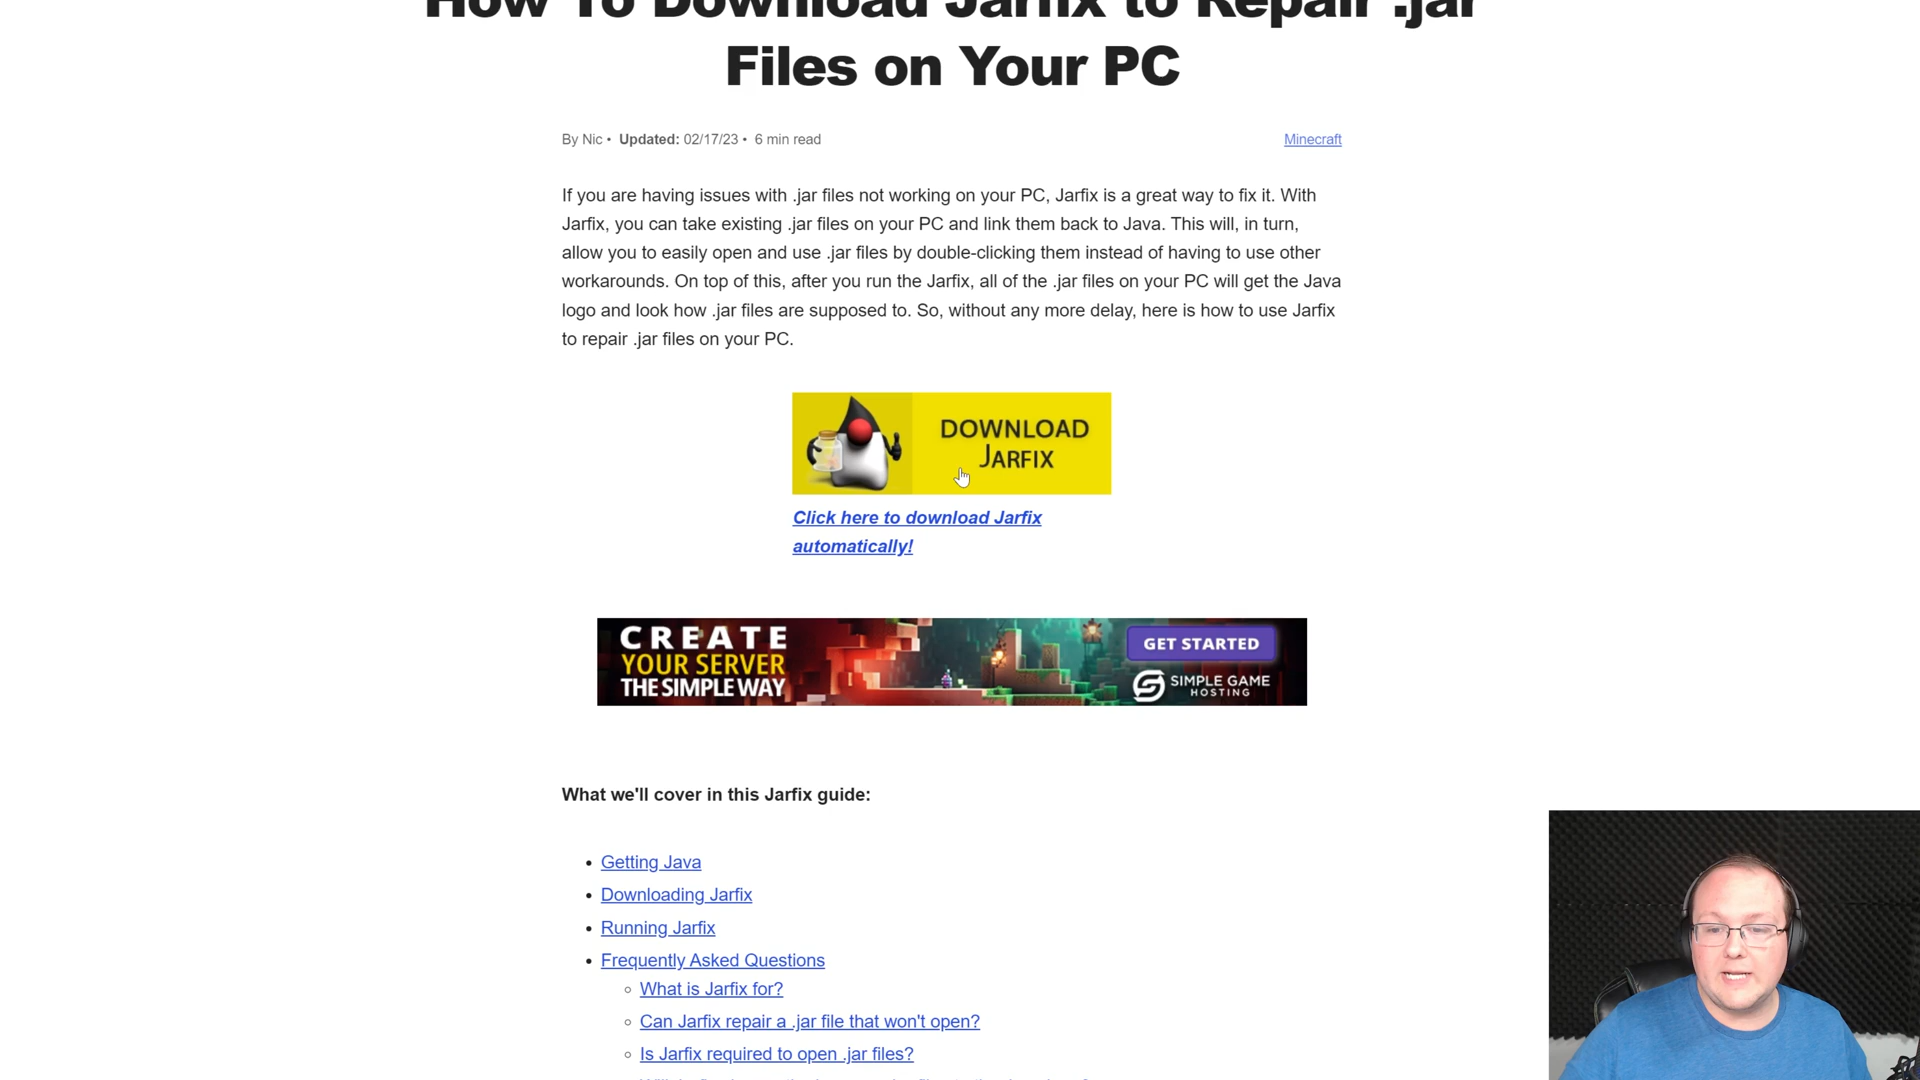 How To Download Jarfix to Repair .jar
Files on Your PC
By Nic • Updated: 02/17/23 • 6 min read
Minecraft
If you are having issues with .jar files not working on your PC, Jarfix is a great way to fix it. With
Jarfix, you can take existing .jar files on your PC and link them back to Java. This will, in turn,
allow you to easily open and use .jar files by double-clicking them instead of having to use other
workarounds. On top of this, after you run the Jarfix, all of the .jar files on your PC will get the Java
logo and look how .jar files are supposed to. So, without any more delay, here is how to use Jarfix
to repair .jar files on your PC.
DOWNLOAD
JARFIX
Click here to download Jarfix
automatically!
CREATE
YOUR SERVER
THE SIMPLE WAY
GET STARTED
SIMPLE GAME
HOSTING
What we'll cover in this Jarfix guide:
• Getting Java
• Downloading Jarfix
• Running Jarfix
• Frequently Asked Questions
◦ What is Jarfix for?
◦ Can Jarfix repair a .jar file that won't open?
◦ Is Jarfix required to open .jar files?